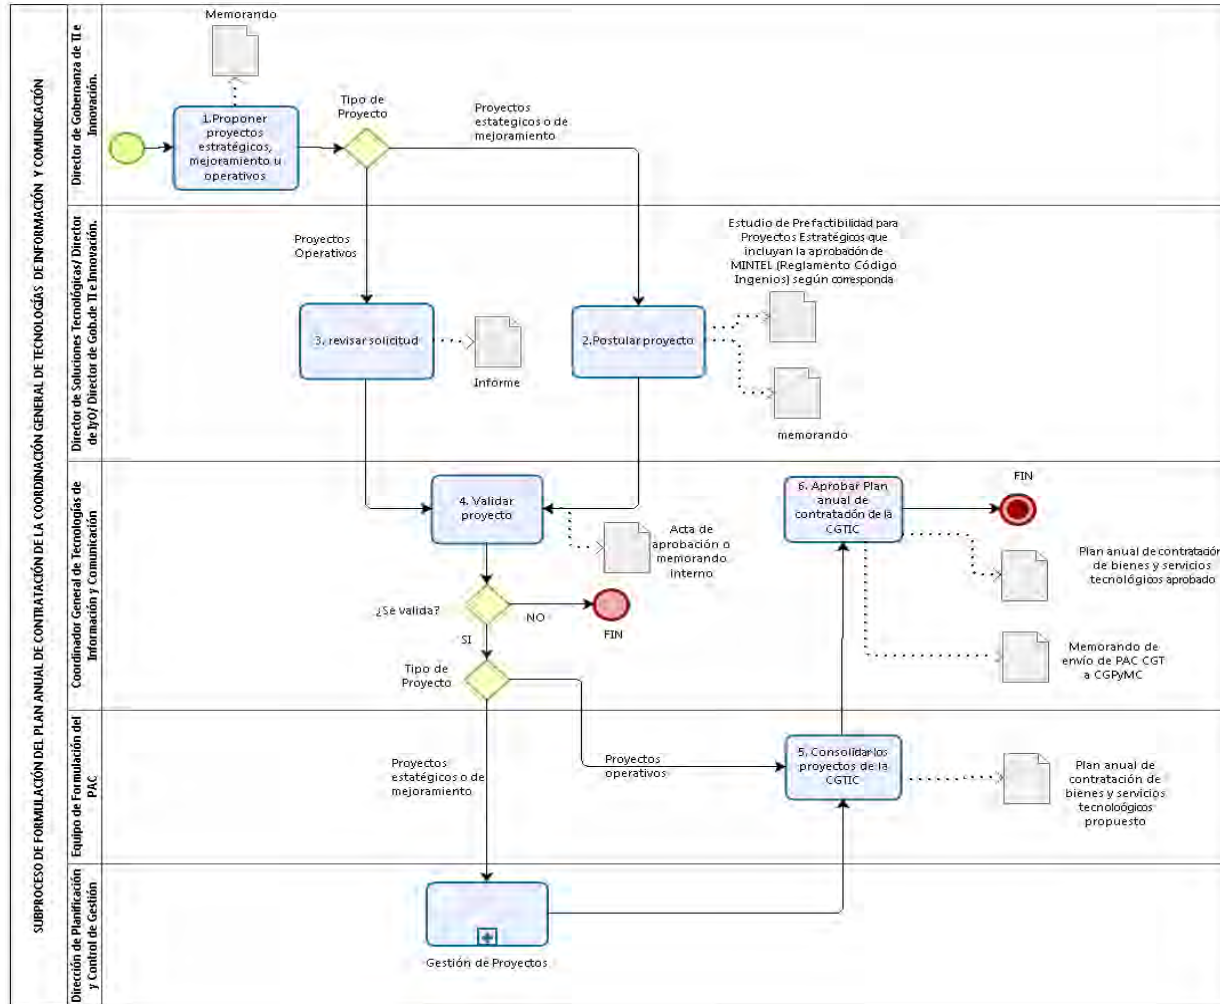 SUBPROCESO DE FORMULACIÓN DEL PLAN ANUAL DE CONTRATACIÓN DE LA COORDINACIÓN GENERAL DE TECNOLOGÍAS DE INFORMACIÓN Y COMUNICACIÓN
Director de Gobernanza de TI e
Innovación.
Memorando
1.Proponer
proyectos
estratégicos,
mejoramiento u
operativos
Tipo de
Proyecto
Proyectos
estategicos o de
mejoramiento
Director de Soluciones Tecnológicas/ Director
de IyO/ Director de Gob.de TI e Innovación.
Proyectos
Operativos
3. revisar solicitud
Informe
2.Postular proyecto
Estudio de Prefactibilidad para
Proyectos Estratégicos que
incluyan la aprobación de
MINTEL (Reglamento Código
Ingenios) según corresponda
memorando
Coordinador General de Tecnologías de
Información y Comunicación
4. Validar
proyecto
Acta de
aprobación o
memorando
interno
¿Se valida?
NO
FIN
SI
Tipo de
Proyecto
6. Aprobar Plan
anual de
contratación de la
CGTIC
FIN
Plan anual de contratación
de bienes y servicios
tecnológicos aprobado
Memorando de
envío de PAC CGT
a CGPyMC
Equipo de Formulación del
PAC
Proyectos
estatégicos o de
mejoramiento
Proyectos
operativos
5. Consolidar los
proyectos de la
CGTIC
Plan anual de
contratación de
bienes y servicios
tecnoloógicos
propuesto
Dirección de Planificación
y Control de Gestión
Gestión de Proyectos